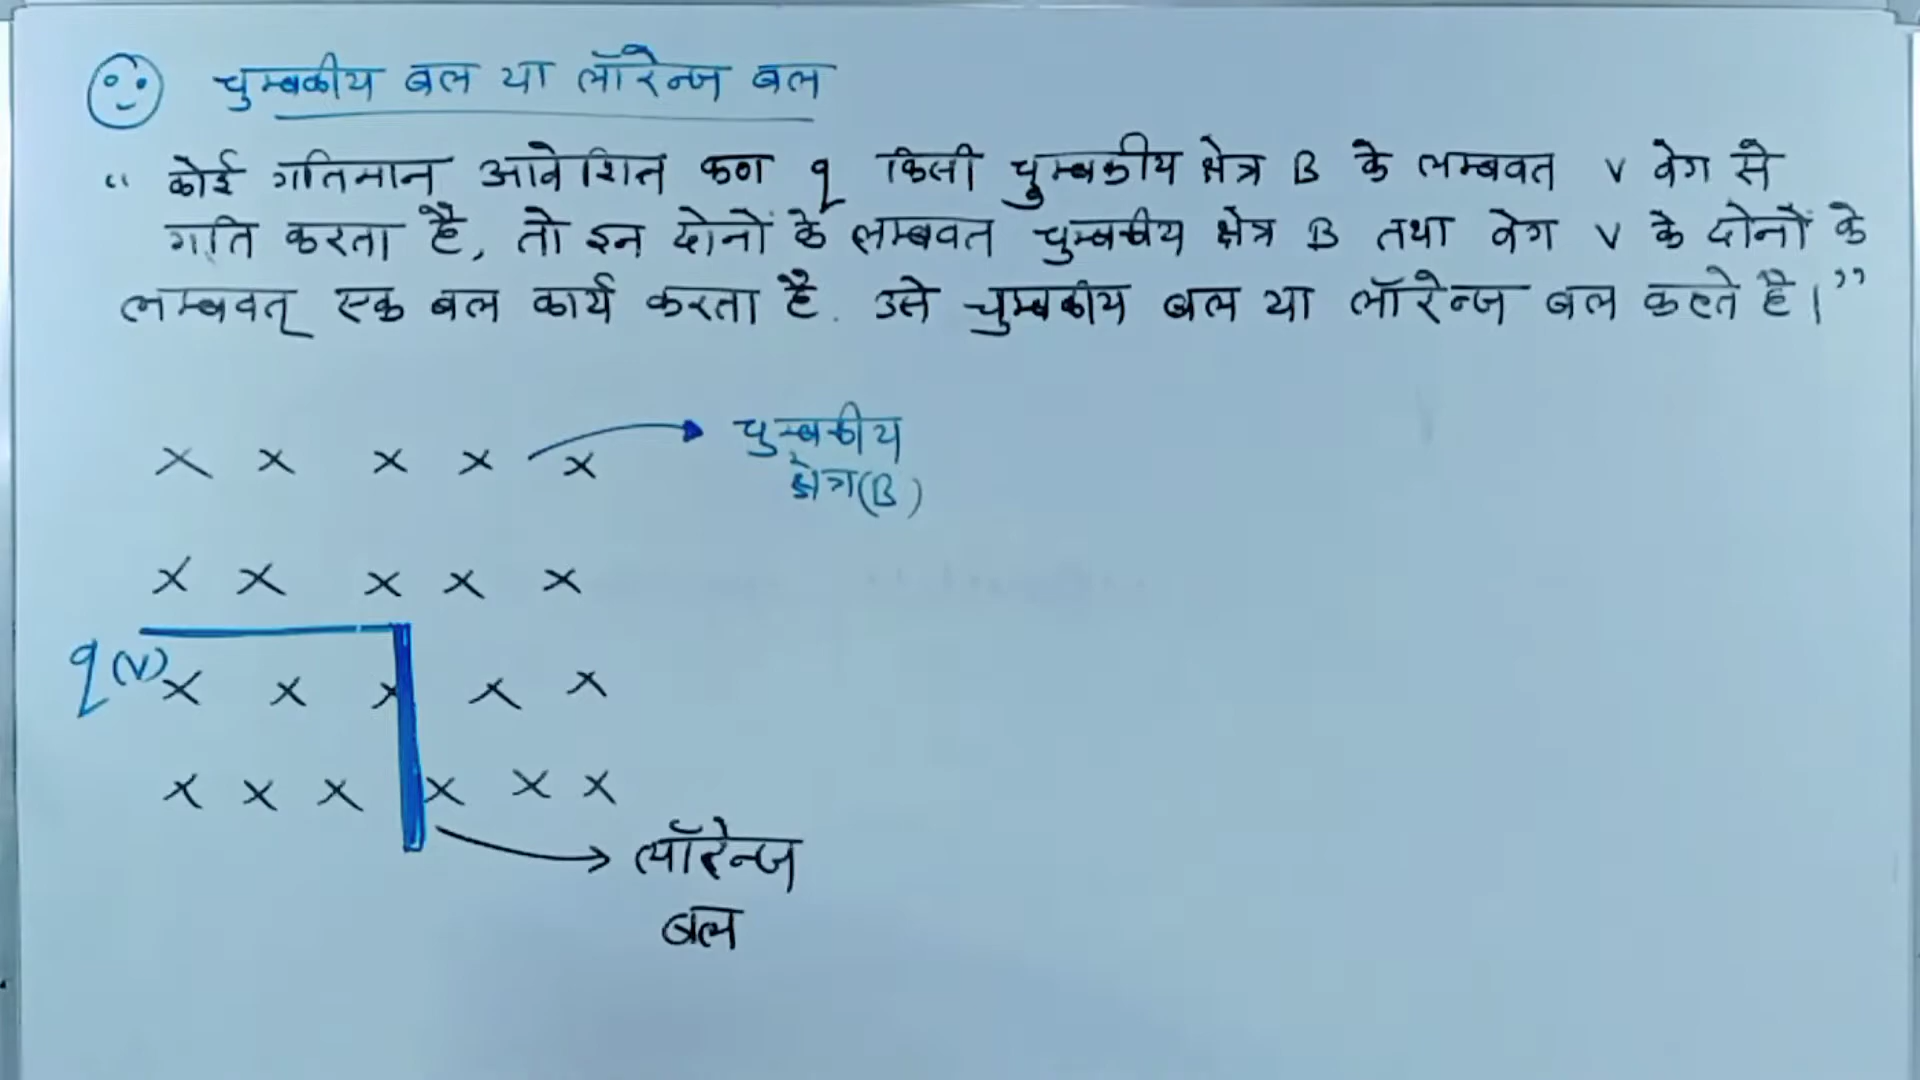 चुम्बकीय बल या लॉरेन्ज बल
“ कोई गतिमान आवेशित कण q किसी चुम्बकीय क्षेत्र B के लम्बवत v वेग से
गति करता है, तो इन दोनों के लम्बवत चुम्बकीय क्षेत्र B तथा वेग v के दोनों के
लम्बवत् एक बल कार्य करता है. उसे चुम्बकीय बल या लॉरेन्ज बल कहते है।”
x x x x x चुम्बकीय
क्षेत्र(B)
x x x x x
q(v) x x x x x
x x x x x x
लॉरेन्ज
बल